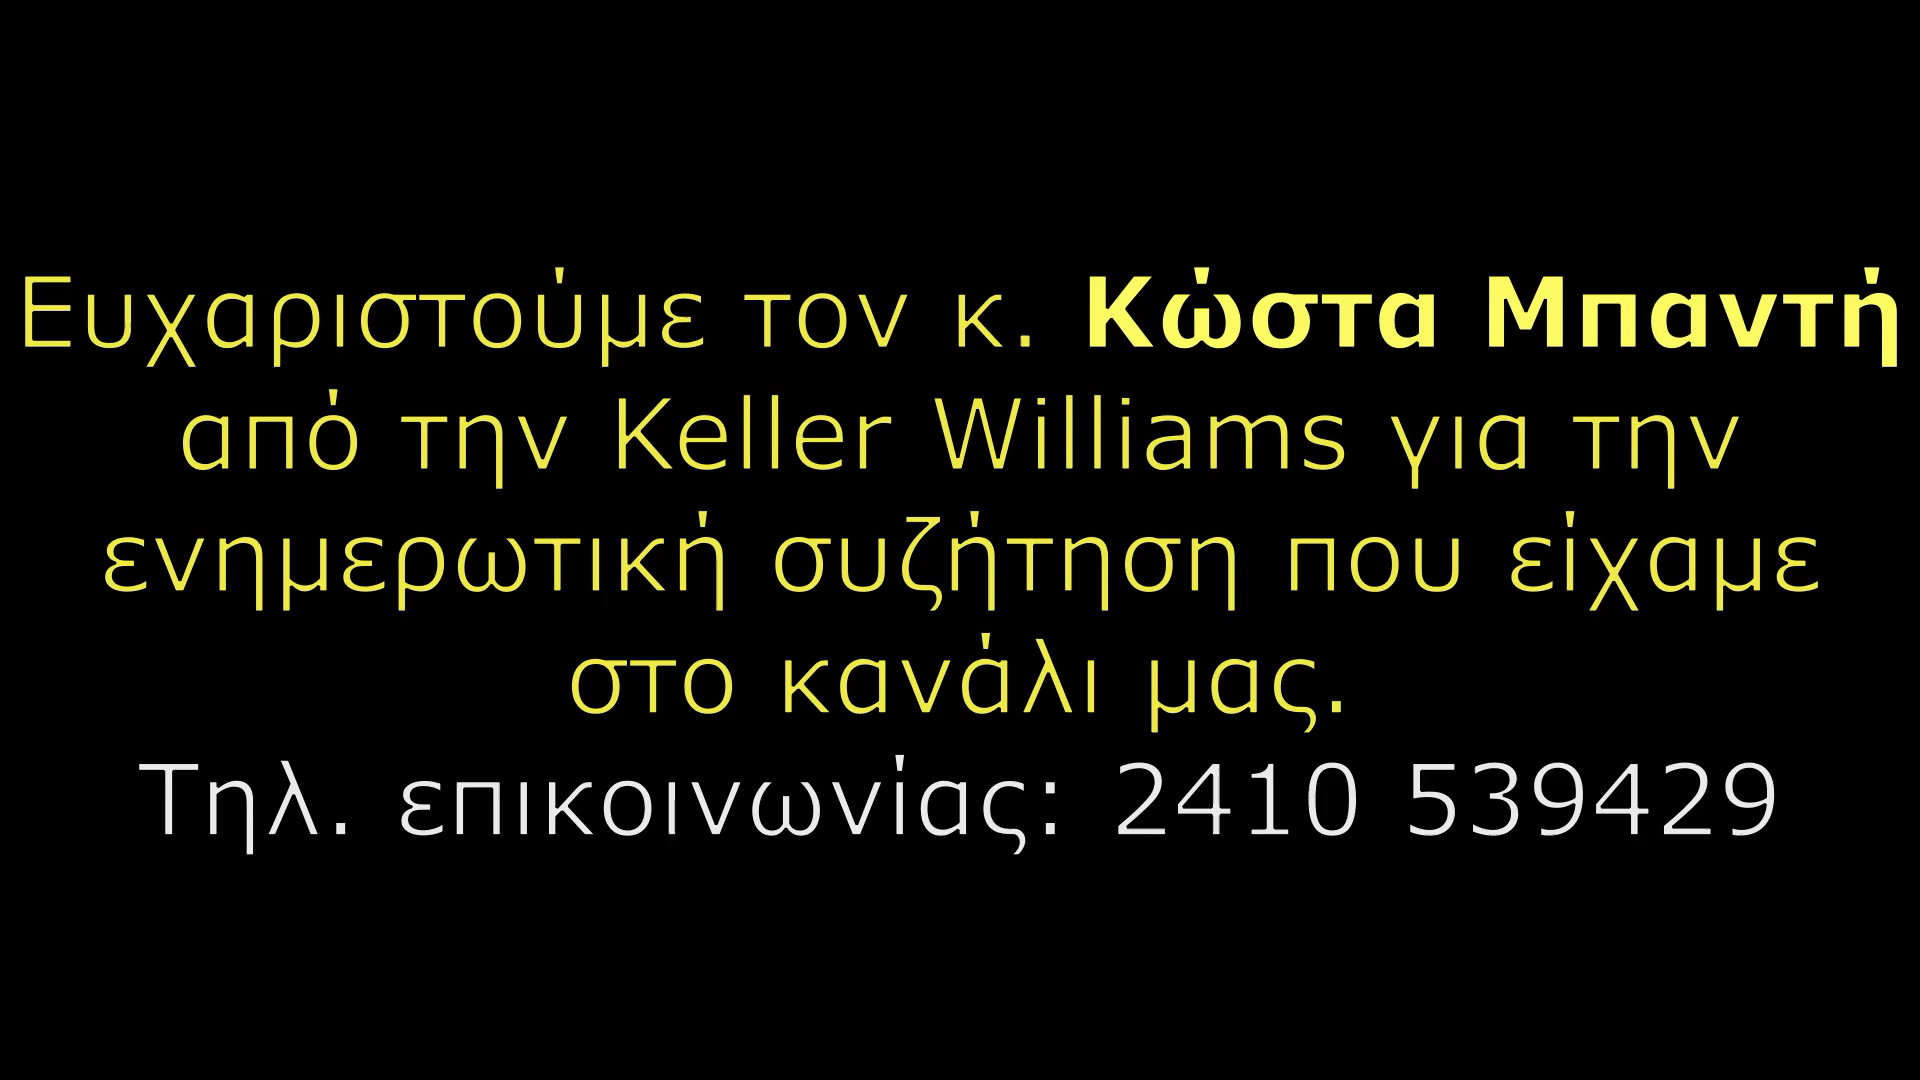 Ευχαριστούμε τον κ. Κώστα Μπαντή
από την Keller Williams για την
ενημερωτική συζήτηση που είχαμε
στο κανάλι μας.
Τηλ. επικοινωνίας: 2410 539429